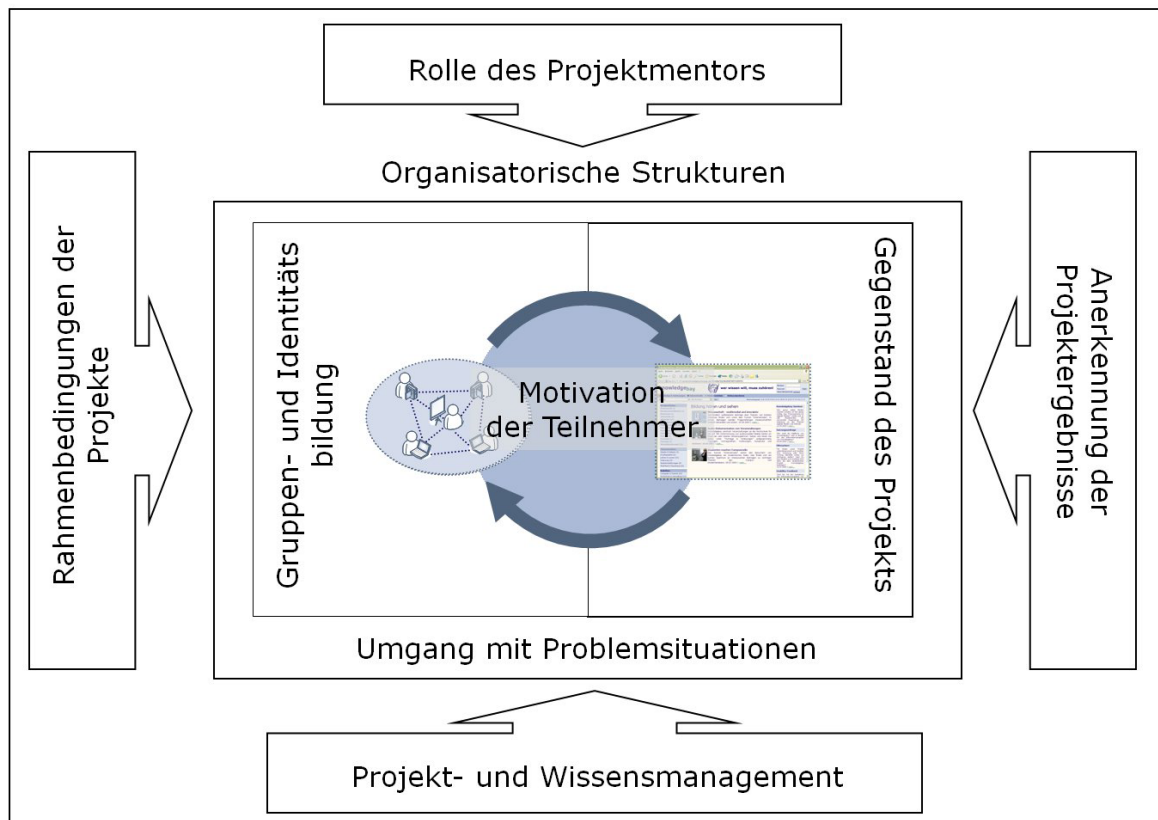 Rolle des Projektmentors
Organisatorische Strukturen
Rahmenbedingungen der
Projekte
Gruppen- und Identitäts
bildung
Motivation
der Teilnehmer
Gegenstand des Projekts
Anerkennung der
Projektergebnisse
Umgang mit Problemsituationen
Projekt- und Wissensmanagement